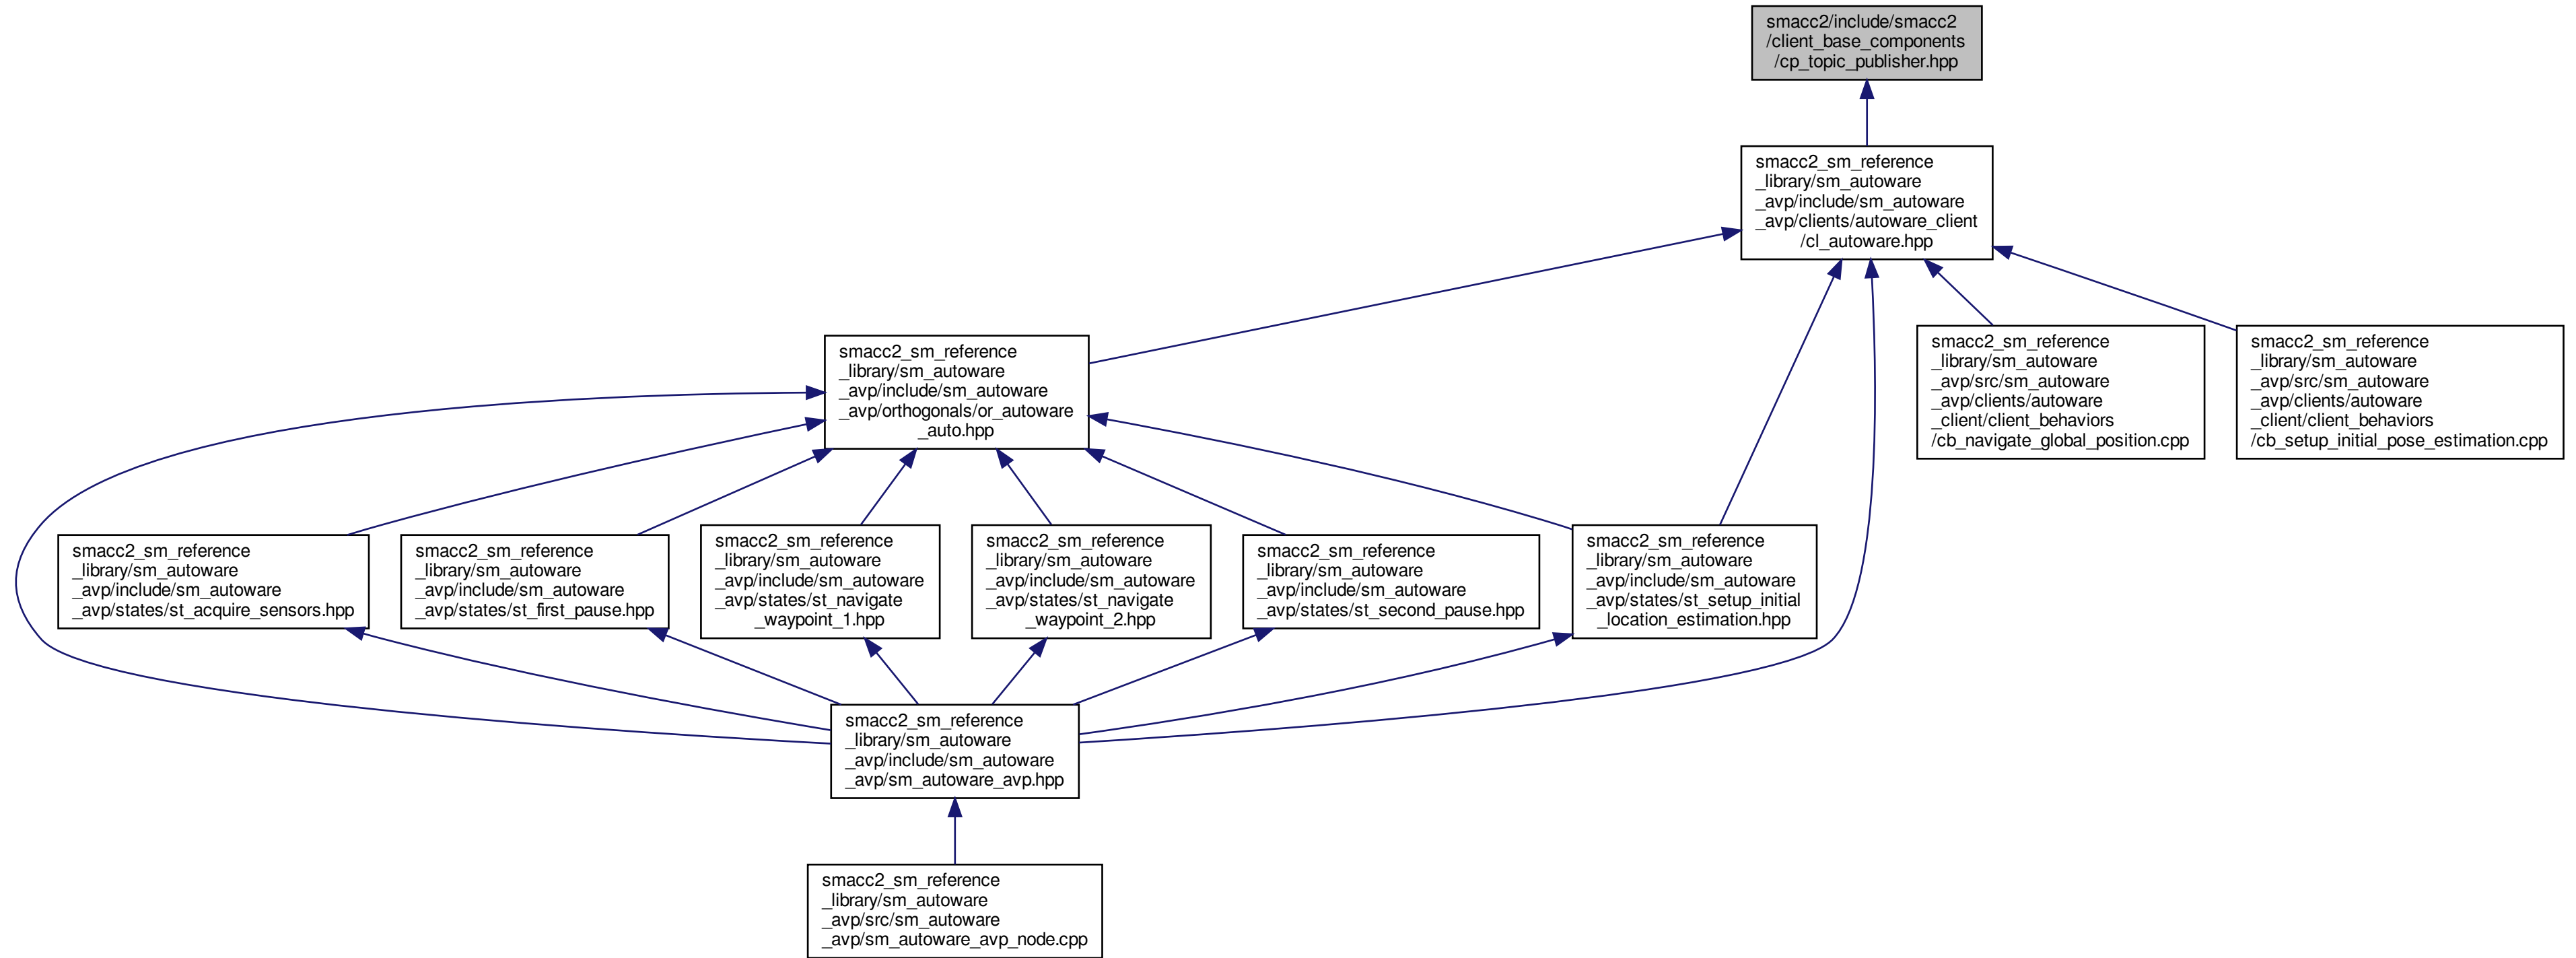 smacc2/include/smacc2
/client_base_components
/cp_topic_publisher.hpp
smacc2_sm_reference
_library/sm_autoware
_avp/include/sm_autoware
_avp/clients/autoware_client
/cl_autoware.hpp
smacc2_sm_reference
_library/sm_autoware
_avp/include/sm_autoware
_avp/orthogonals/or_autoware
_auto.hpp
smacc2_sm_reference
_library/sm_autoware
_avp/src/sm_autoware
_avp/clients/autoware
_client/client_behaviors
/cb_navigate_global_position.cpp
smacc2_sm_reference
_library/sm_autoware
_avp/src/sm_autoware
_avp/clients/autoware
_client/client_behaviors
/cb_setup_initial_pose_estimation.cpp
smacc2_sm_reference
_library/sm_autoware
_avp/include/sm_autoware
_avp/states/st_acquire_sensors.hpp
smacc2_sm_reference
_library/sm_autoware
_avp/include/sm_autoware
_avp/states/st_first_pause.hpp
smacc2_sm_reference
_library/sm_autoware
_avp/include/sm_autoware
_avp/states/st_navigate
_waypoint_1.hpp
smacc2_sm_reference
_library/sm_autoware
_avp/include/sm_autoware
_avp/states/st_navigate
_waypoint_2.hpp
smacc2_sm_reference
_library/sm_autoware
_avp/include/sm_autoware
_avp/states/st_second_pause.hpp
smacc2_sm_reference
_library/sm_autoware
_avp/include/sm_autoware
_avp/states/st_setup_initial
_location_estimation.hpp
smacc2_sm_reference
_library/sm_autoware
_avp/include/sm_autoware
_avp/sm_autoware_avp.hpp
smacc2_sm_reference
_library/sm_autoware
_avp/src/sm_autoware
_avp/sm_autoware_avp_node.cpp